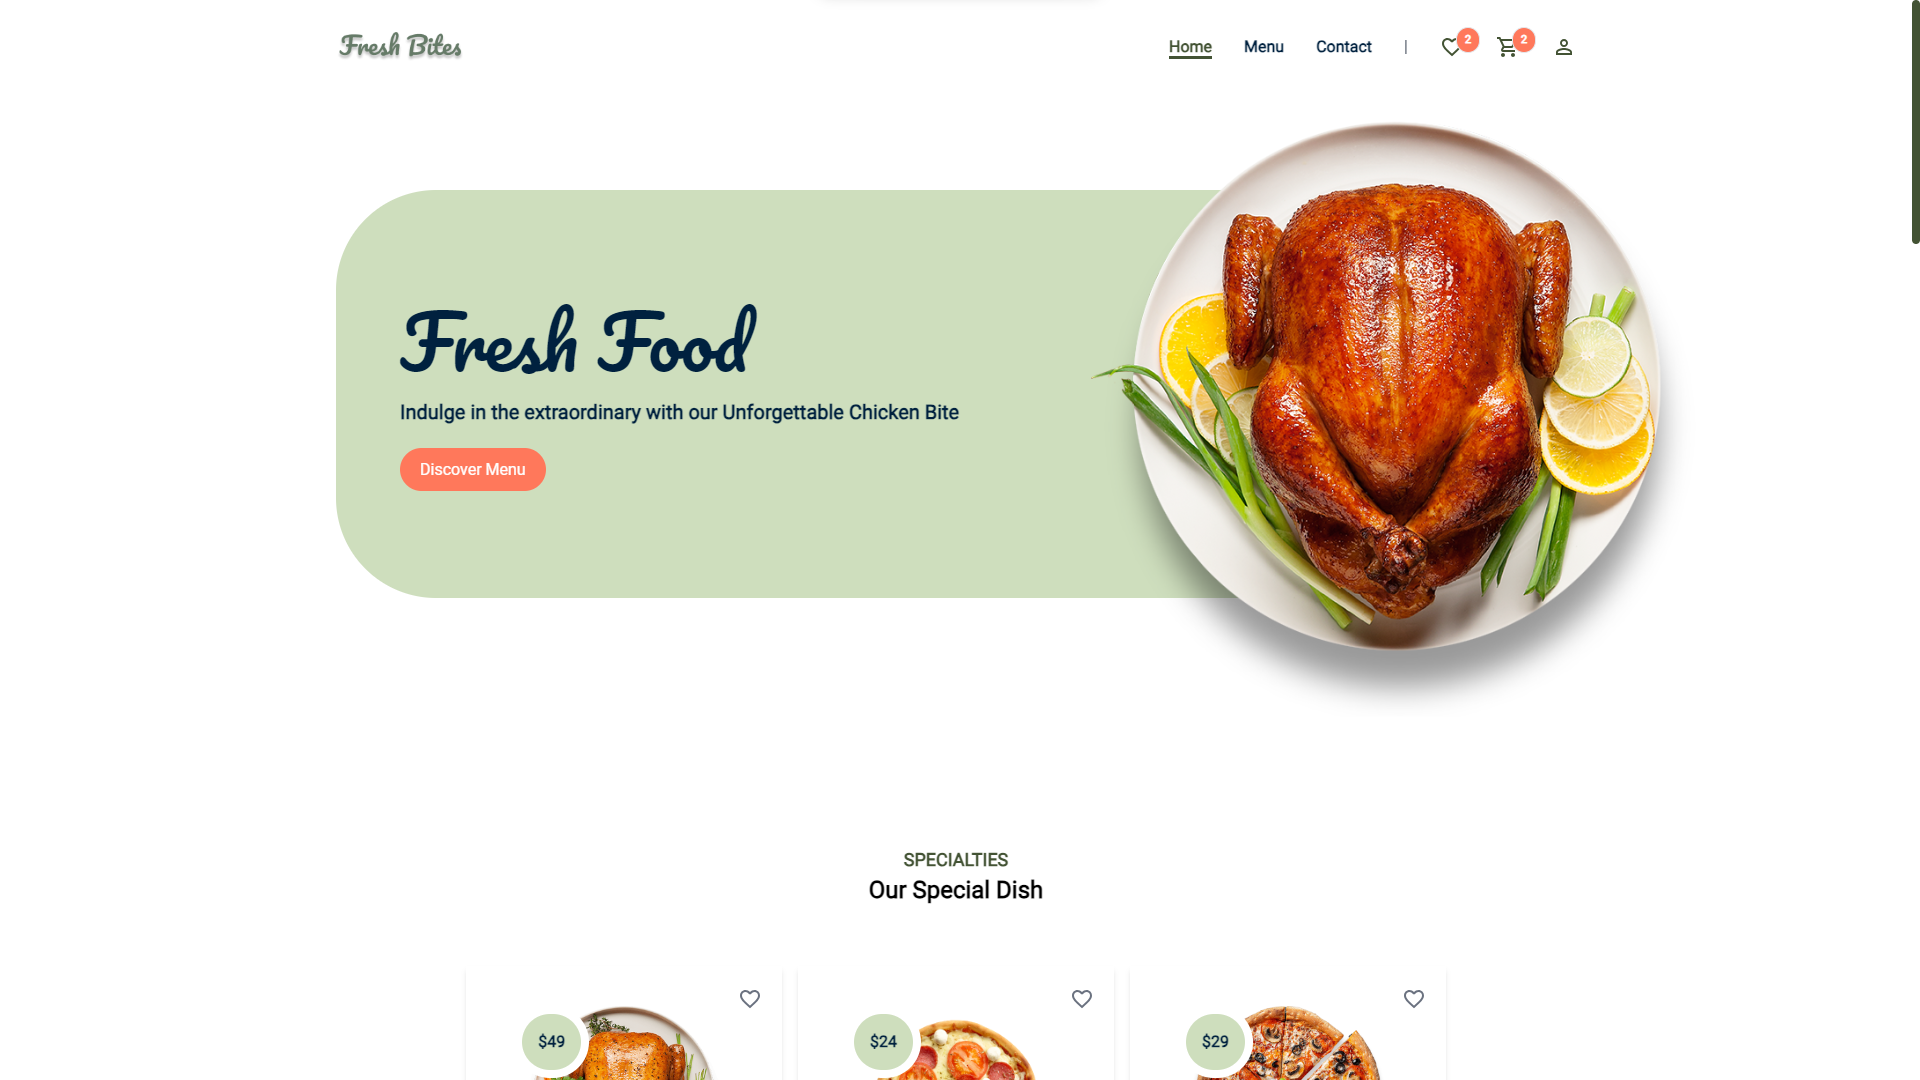 Fresh Bites
Home
Menu
Contact
|
2
2
Fresh Food
Indulge in the extraordinary with our Unforgettable Chicken Bite
Discover Menu
SPECIALTIES
Our Special Dish
$49
$24
$29